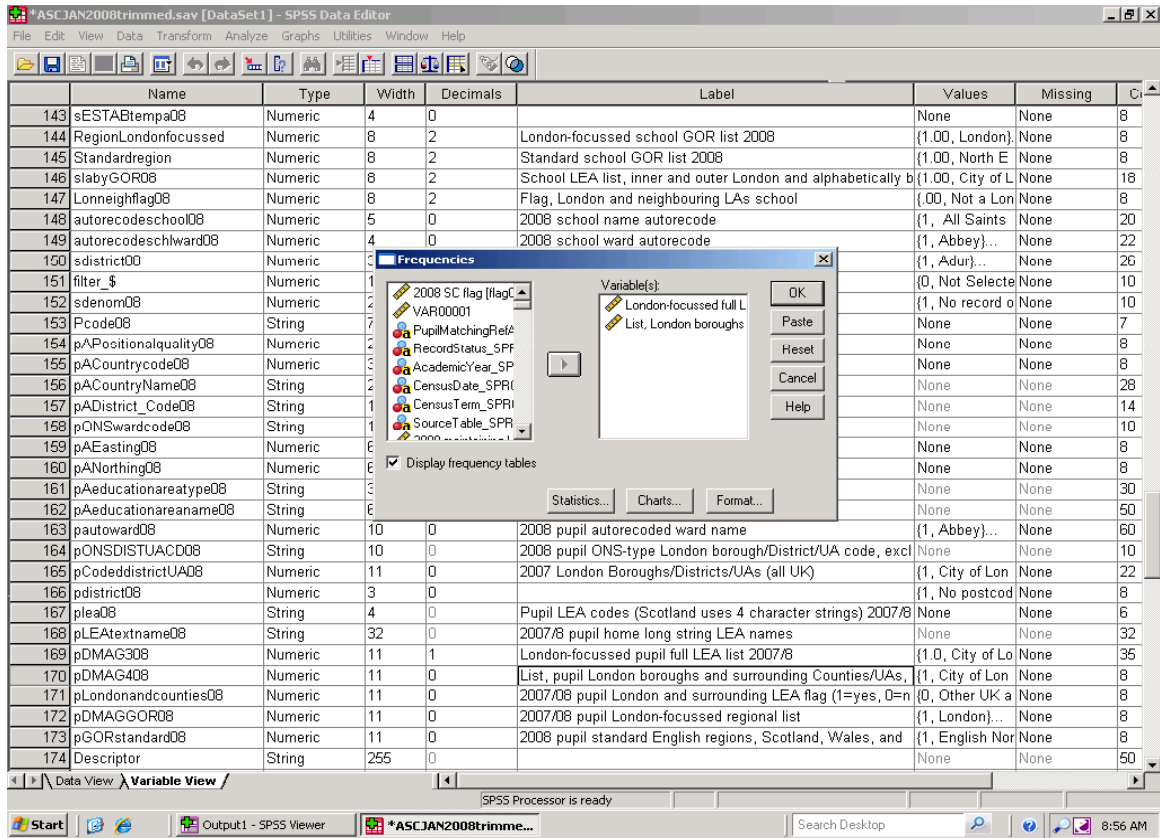 *ASCJAN2008trimmed.sav [DataSet1] - SPSS Data Editor
File Edit View Data Transform Analyze Graphs Utilities Window Help
Name Type Width Decimals Label Values Missing
143 sESTABtempa08 Numeric 4 0 None None 8
144 RegionLondonfocussed Numeric 8 2 London-focussed school GOR list 2008 {1.00, London}. None 8
145 Standardregion Numeric 8 2 Standard school GOR list 2008 {1.00, North E None 8
146 slabyGOR08 Numeric 8 2 School LEA list, inner and outer London and alphabetically b {1.00, City of L None 18
147 Lonneighflag08 Numeric 8 2 Flag, London and neighbouring LAs school {.00, Not a Lon None 8
148 autorecodeschool08 Numeric 5 0 2008 school name autorecode {1, All Saints None 20
149 autorecodeschlward08 Numeric 4 0 2008 school ward autorecode {1, Abbey}... None 22
150 sdistrict00 Numeric {1, Adur}... None 26
151 filter_$ Numeric 1 {0, Not Selecte None 10
152 sdenom08 Numeric {1, No record o None 10
153 Pcode08 String 7 None None 7
154 pAPositionalquality08 Numeric None None 8
155 pACountrycode08 Numeric None None 8
156 pACountryName08 String None None 28
157 pADistrict_Code08 String 1 None None 14
158 pONSwardcode08 String 1 None None 10
159 pAEasting08 Numeric 6 None None 8
160 pANorthing08 Numeric 6 None None 8
161 pAeducationareatype08 String None None 30
162 pAeducationareaname08 String 6 None None 50
163 pautoward08 Numeric 10 0 2008 pupil autorecoded ward name {1, Abbey}... None 60
164 pONSDISTUACD08 String 10 0 2008 pupil ONS-type London borough/District/UA code, excl None None 10
165 pCodeddistrictUA08 Numeric 11 0 2007 London Boroughs/Districts/UAs (all UK) {1, City of Lon None 22
166 pdistrict08 Numeric 3 0 {1, No postcod None 8
167 plea08 String 4 0 Pupil LEA codes (Scotland uses 4 character strings) 2007/8 None None 6
168 pLEAtextname08 String 32 0 2007/8 pupil home long string LEA names None None 32
169 pDMAG308 Numeric 11 1 London-focussed pupil full LEA list 2007/8 {1.0, City of Lo None 35
170 pDMAG408 Numeric 11 0 List, pupil London boroughs and surrounding Counties/UAs, {1, City of Lon None 8
171 pLondonandcounties08 Numeric 11 0 2007/08 pupil London and surrounding LEA flag (1=yes, 0=n {0, Other UK a None 8
172 pDMAGGOR08 Numeric 11 0 2007/08 pupil London-focussed regional list {1, London}... None 8
173 pGORstandard08 Numeric 11 0 2008 pupil standard English regions, Scotland, Wales, and {1, English Nor None 8
174 Descriptor String 255 0 None None 50
Frequencies
2008 SC flag [flag
VAR00001
PupilMatchingRefA
RecordStatus_SPR
AcademicYear_SP
CensusDate_SPR
CensusTerm_SPR
SourceTable_SPR
Variable(s):
London-focussed full L
List, London boroughs
OK
Paste
Reset
Cancel
Help
Display frequency tables
Statistics... Charts... Format...
Data View Variable View
SPSS Processor is ready
Start Output1 - SPSS Viewer *ASCJAN2008trimme... Search Desktop 8:56 AM